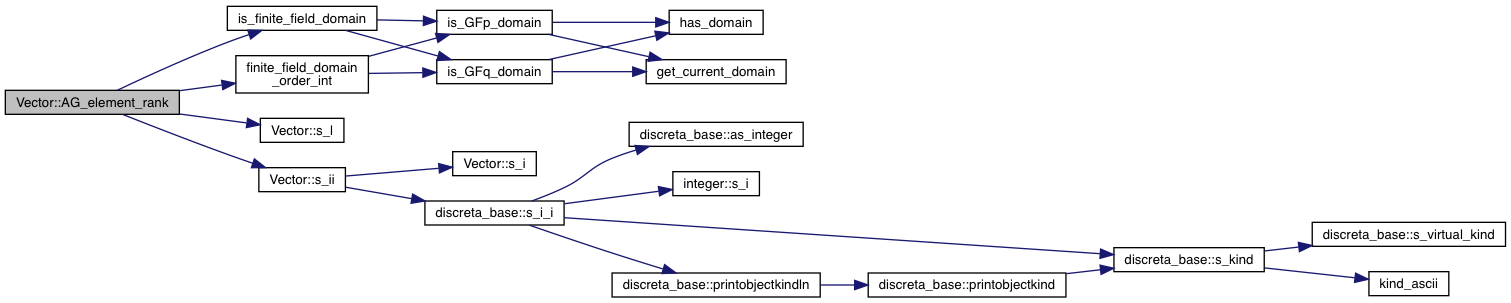 Vector::AG_element_rank
is_finite_field_domain
finite_field_domain
_order_int
Vector::s_l
Vector::s_ii
is_GFp_domain
is_GFq_domain
has_domain
get_current_domain
Vector::s_i
discreta_base::s_i_i
discreta_base::as_integer
integer::s_i
discreta_base::printobjectkindln
discreta_base::printobjectkind
discreta_base::s_kind
discreta_base::s_virtual_kind
kind_ascii